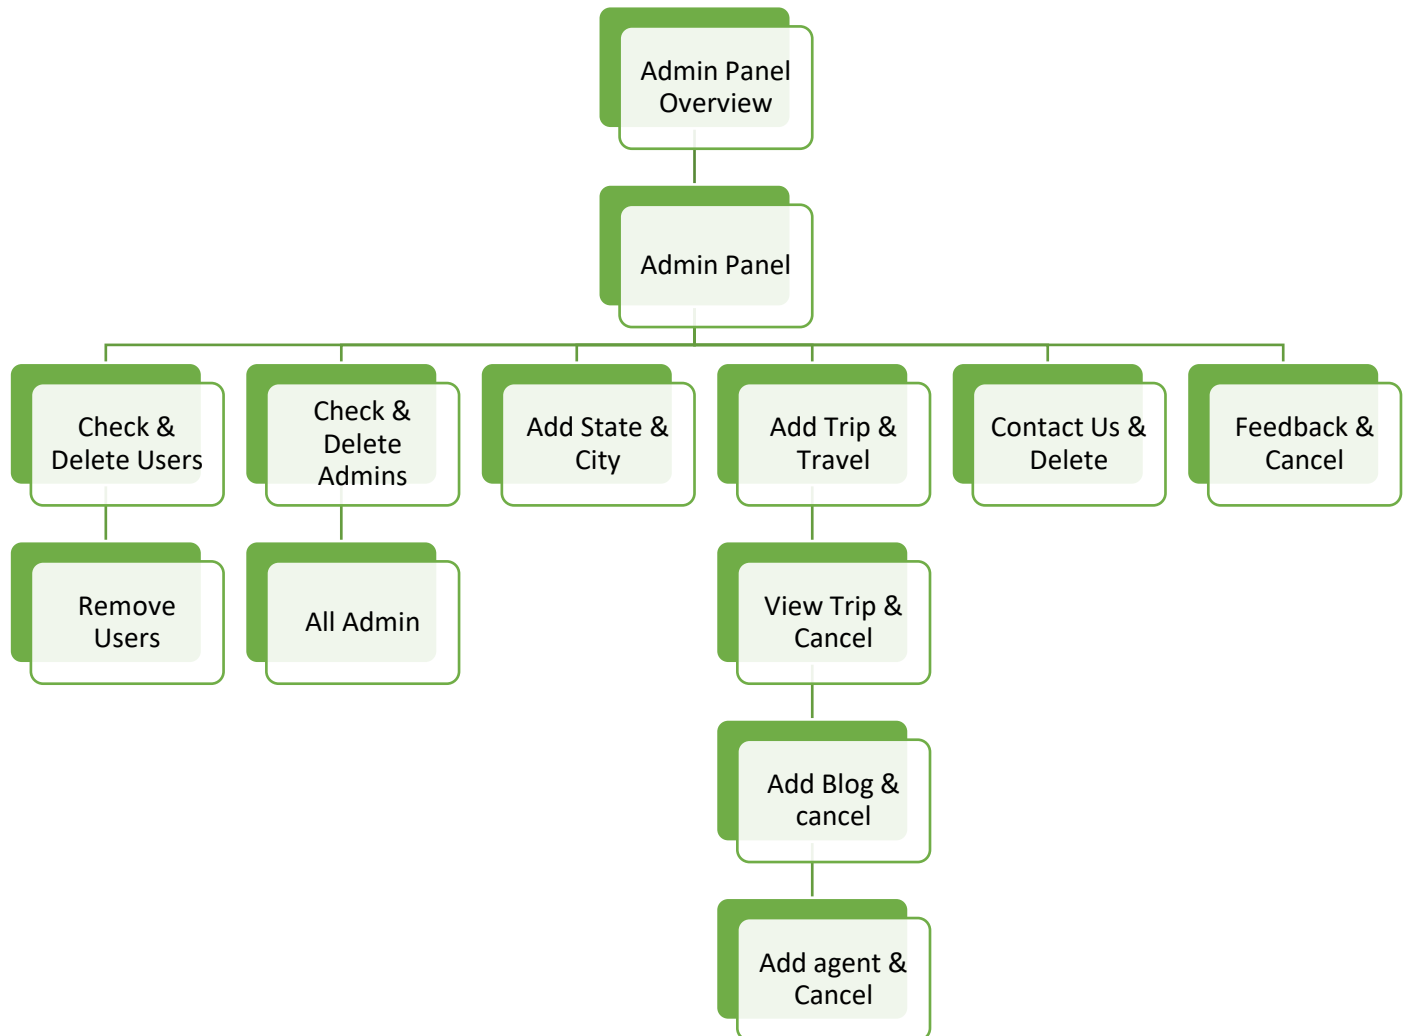 Admin Panel
Overview
Admin Panel
Check &
Delete Users
Check &
Delete
Admins
Add State &
City
Add Trip &
Travel
Contact Us &
Delete
Feedback &
Cancel
Remove
Users
All Admin
View Trip &
Cancel
Add Blog &
cancel
Add agent &
Cancel